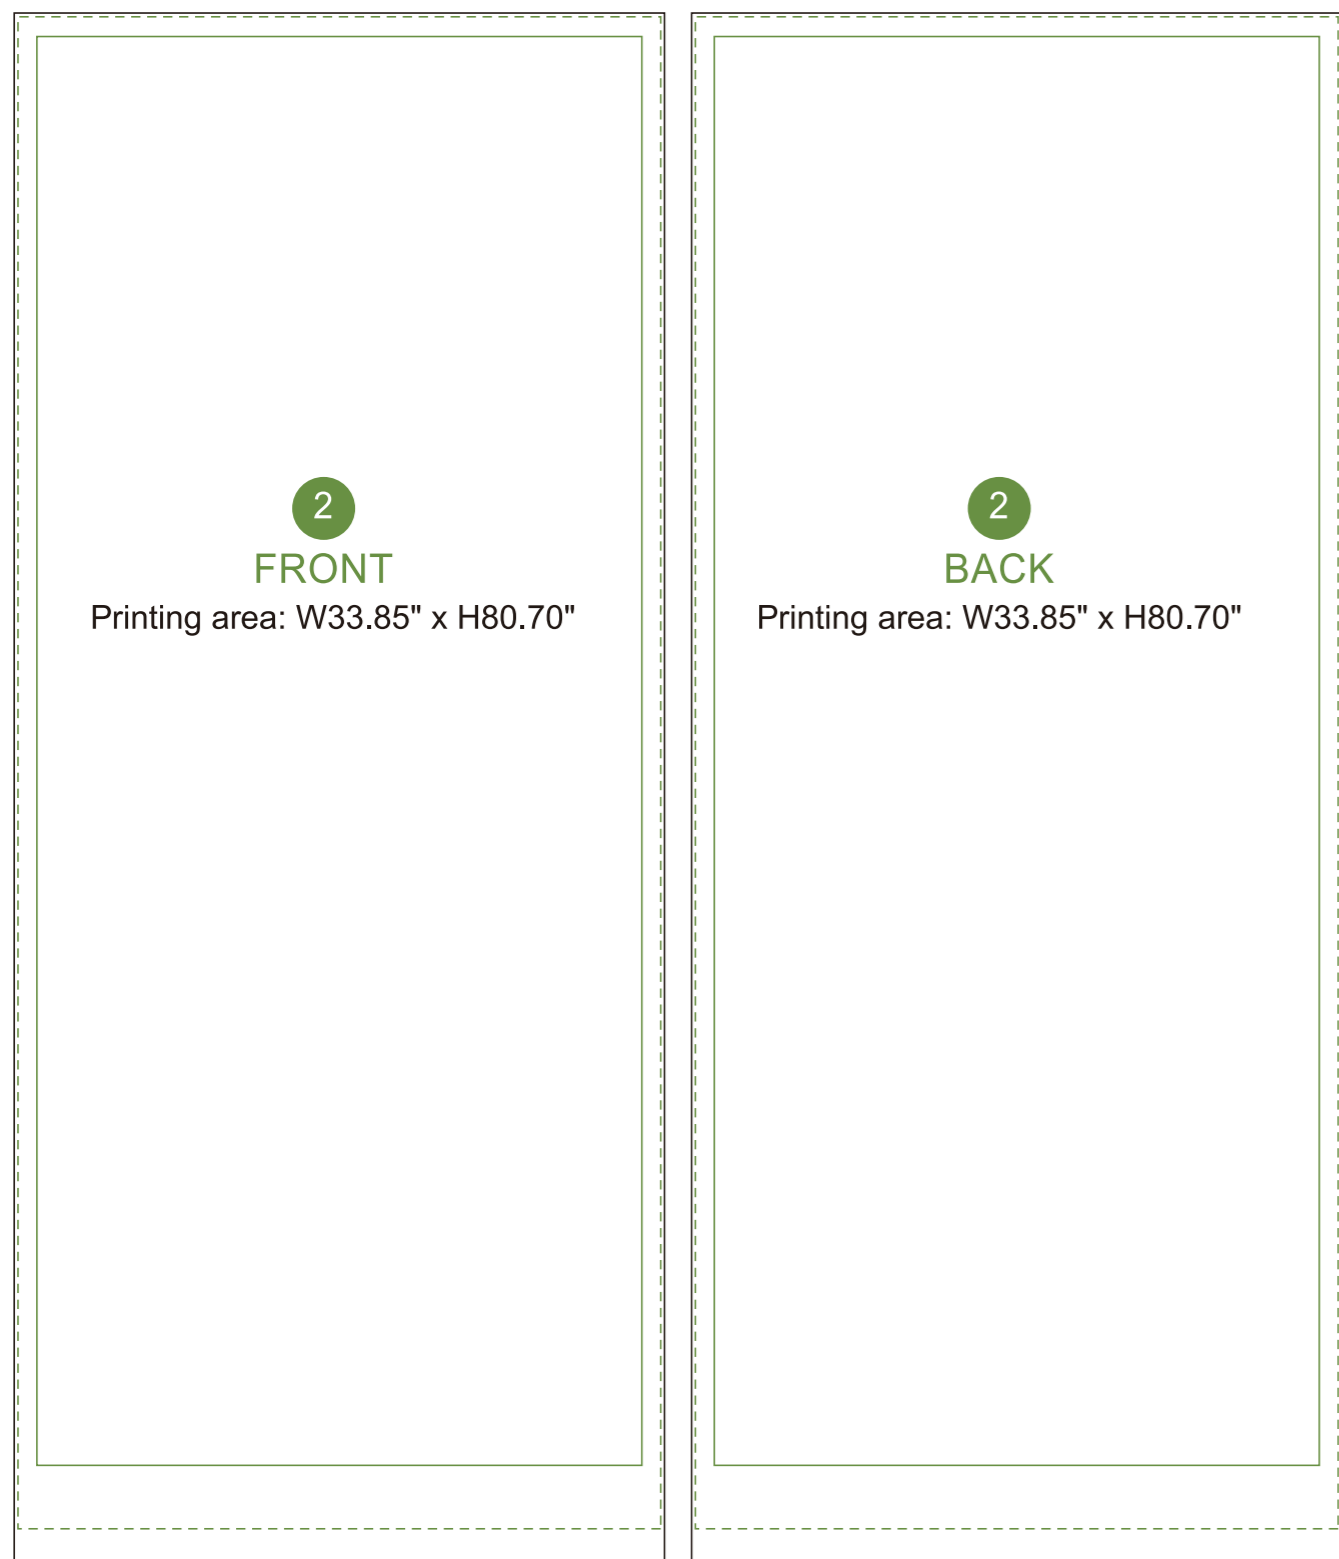 2
FRONT
Printing area: W33.85" x H80.70"
2
BACK
Printing area: W33.85" x H80.70"